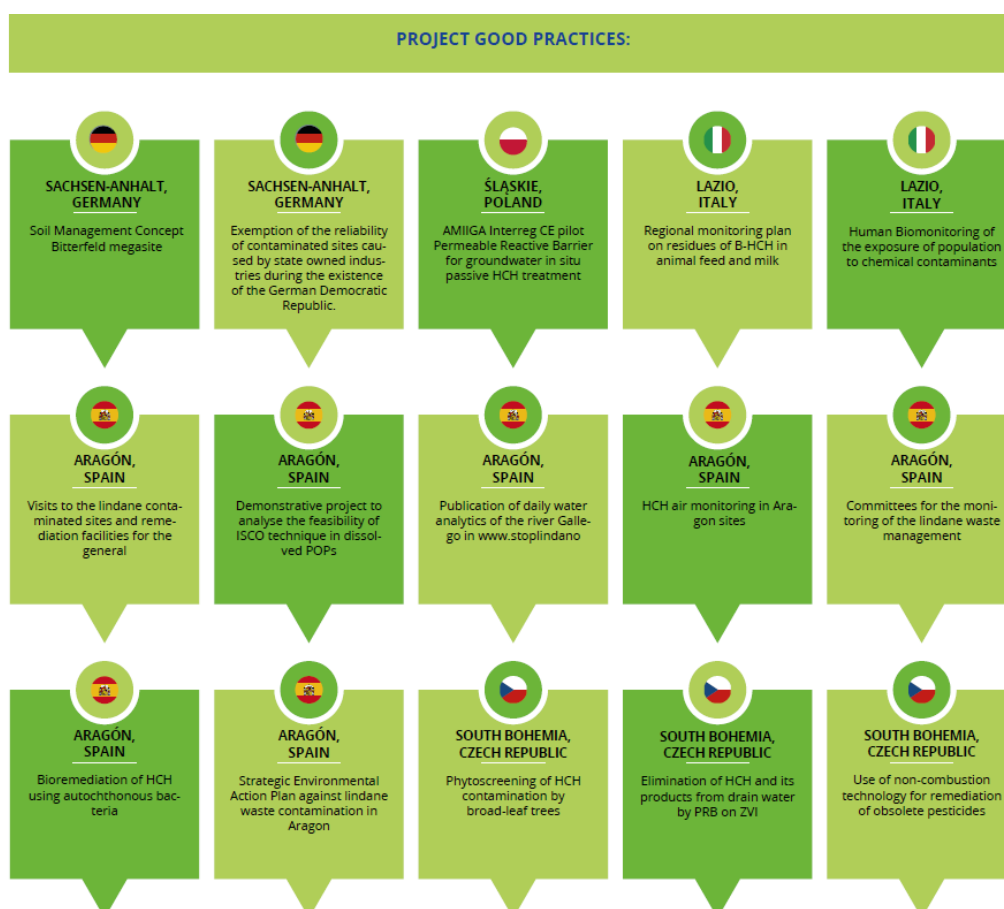 PROJECT GOOD PRACTICES:
SACHSEN-ANHALT,
GERMANY
Soil Management Concept
Bitterfeld megasite
SACHSEN-ANHALT,
GERMANY
Exemption of the reliability
of contaminated sites cau-
sed by state owned indus-
tries during the existence
of the German Democratic
Republic.
ŚLĄSKIE,
POLAND
AMIIGA Interreg CE pilot
Permeable Reactive Barrier
for groundwater in situ
passive HCH treatment
LAZIO,
ITALY
Regional monitoring plan
on residues of B-HCH in
animal feed and milk
LAZIO,
ITALY
Human Biomonitoring of
the exposure of population
to chemical contaminants
ARAGÓN,
SPAIN
Visits to the lindane conta-
minated sites and reme-
diation facilities for the
general
ARAGÓN,
SPAIN
Demonstrative project to
analyse the feasibility of
ISCO technique in dissol-
ved POPs
ARAGÓN,
SPAIN
Publication of daily water
analytics of the river Galle-
go in www.stoplindano
ARAGÓN,
SPAIN
HCH air monitoring in Ara-
gon sites
ARAGÓN,
SPAIN
Committees for the moni-
toring of the lindane waste
management
ARAGÓN,
SPAIN
Bioremediation of HCH
using autochthonous bac-
teria
ARAGÓN,
SPAIN
Strategic Environmental
Action Plan against lindane
waste contamination in
Aragon
SOUTH BOHEMIA,
CZECH REPUBLIC
Phytoscreening of HCH
contamination by
broad-leaf trees
SOUTH BOHEMIA,
CZECH REPUBLIC
Elimination of HCH and its
products from drain water
by PRB on ZVI
SOUTH BOHEMIA,
CZECH REPUBLIC
Use of non-combustion
technology for remediation
of obsolete pesticides